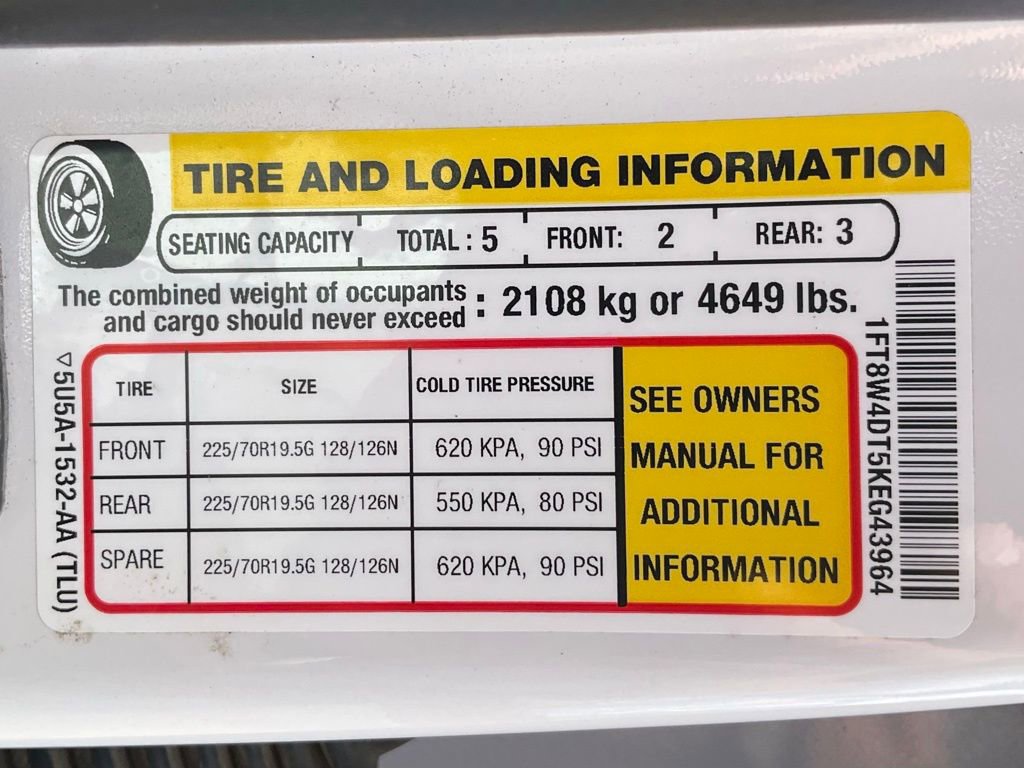 TIRE AND LOADING INFORMATION
SEATING CAPACITY TOTAL : 5 FRONT: 2 REAR: 3
The combined weight of occupants
and cargo should never exceed : 2108 kg or 4649 lbs.
TIRE SIZE COLD TIRE PRESSURE
FRONT 225/70R19.5G 128/126N 620 KPA, 90 PSI
REAR 225/70R19.5G 128/126N 550 KPA, 80 PSI
SPARE 225/70R19.5G 128/126N 620 KPA, 90 PSI
SEE OWNERS
MANUAL FOR
ADDITIONAL
INFORMATION
▽5U5A-1532-AA (TLU)
1FT8W4DT5KEG43964